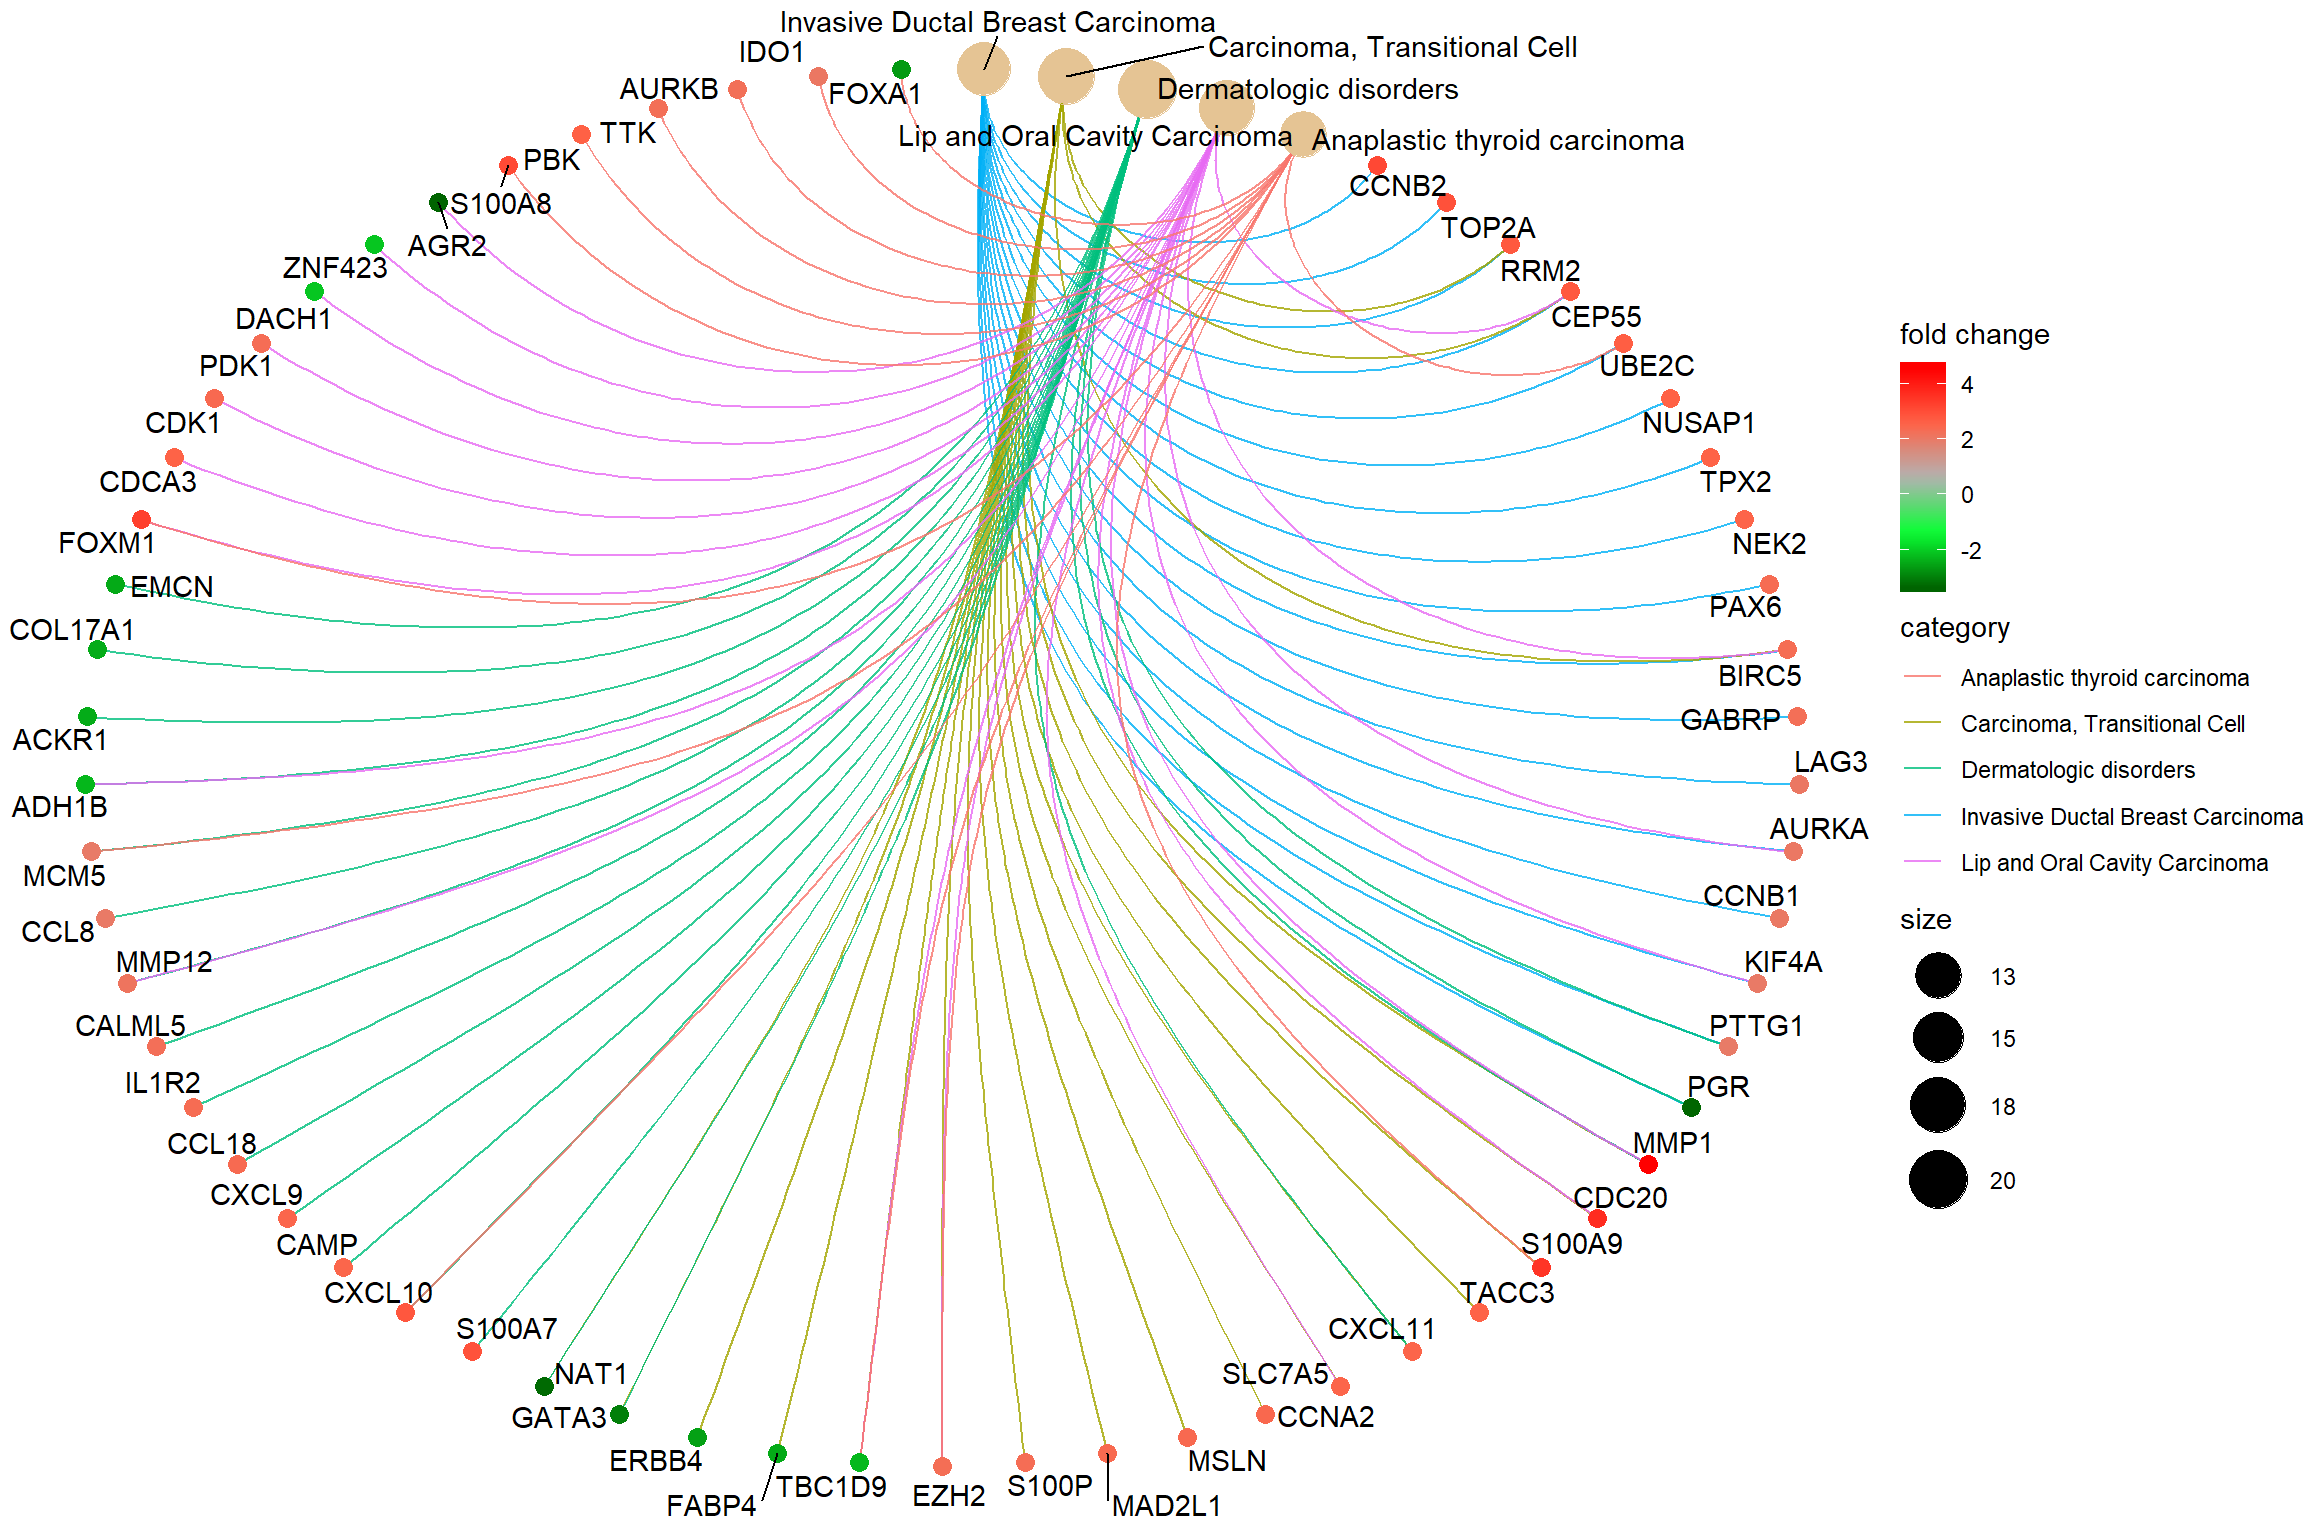 Invasive Ductal Breast Carcinoma
Carcinoma, Transitional Cell
Dermatologic disorders
Lip and Oral Cavity Carcinoma
Anaplastic thyroid carcinoma
CCNB2
TOP2A
RRM2
CEP55
UBE2C
NUSAP1
TPX2
NEK2
PAX6
BIRC5
GABRP
LAG3
AURKA
CCNB1
KIF4A
PTTG1
PGR
MMP1
CDC20
S100A9
TACC3
CXCL11
SLC7A5
CCNA2
MSLN
MAD2L1
S100P
EZH2
TBC1D9
FABP4
ERBB4
GATA3
NAT1
S100A7
CXCL10
CAMP
CXCL9
CCL18
IL1R2
CALML5
MMP12
CCL8
MCM5
ADH1B
ACKR1
COL17A1
EMCN
FOXM1
CDCA3
CDK1
PDK1
DACH1
ZNF423
AGR2
S100A8
PBK
TTK
AURKB
IDO1
FOXA1
fold change
4
2
0
-2
category
Anaplastic thyroid carcinoma
Carcinoma, Transitional Cell
Dermatologic disorders
Invasive Ductal Breast Carcinoma
Lip and Oral Cavity Carcinoma
size
13
15
18
20